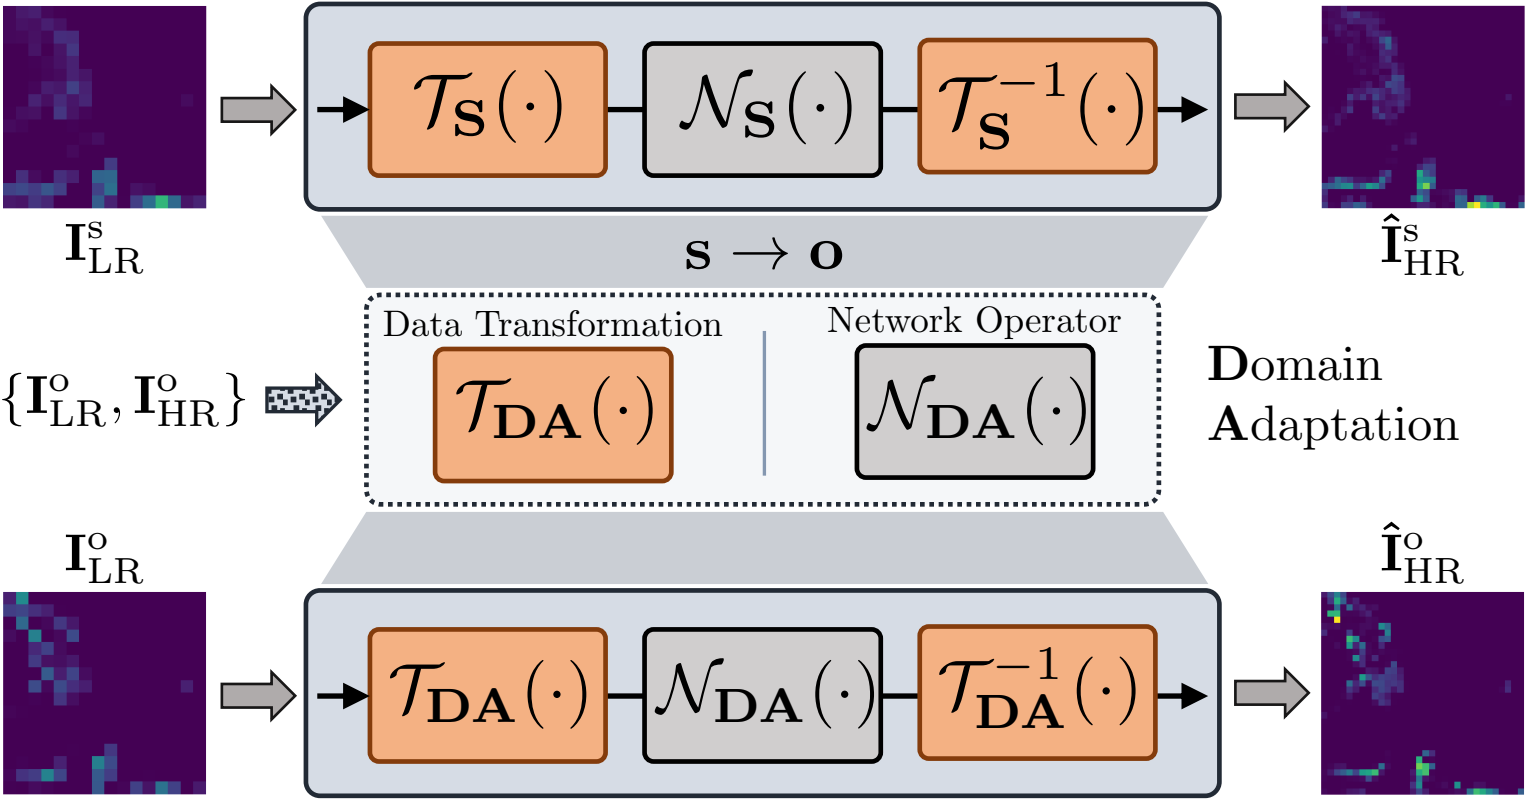 𝒯_S(·) 𝒩_S(·) 𝒯_S^{-1}(·)
I^s_LR Î^s_HR
s → o
Data Transformation Network Operator
{I^o_LR, I^o_HR} 𝒯_DA(·) 𝒩_DA(·)
Domain
Adaptation
I^o_LR Î^o_HR
𝒯_DA(·) 𝒩_DA(·) 𝒯_DA^{-1}(·)